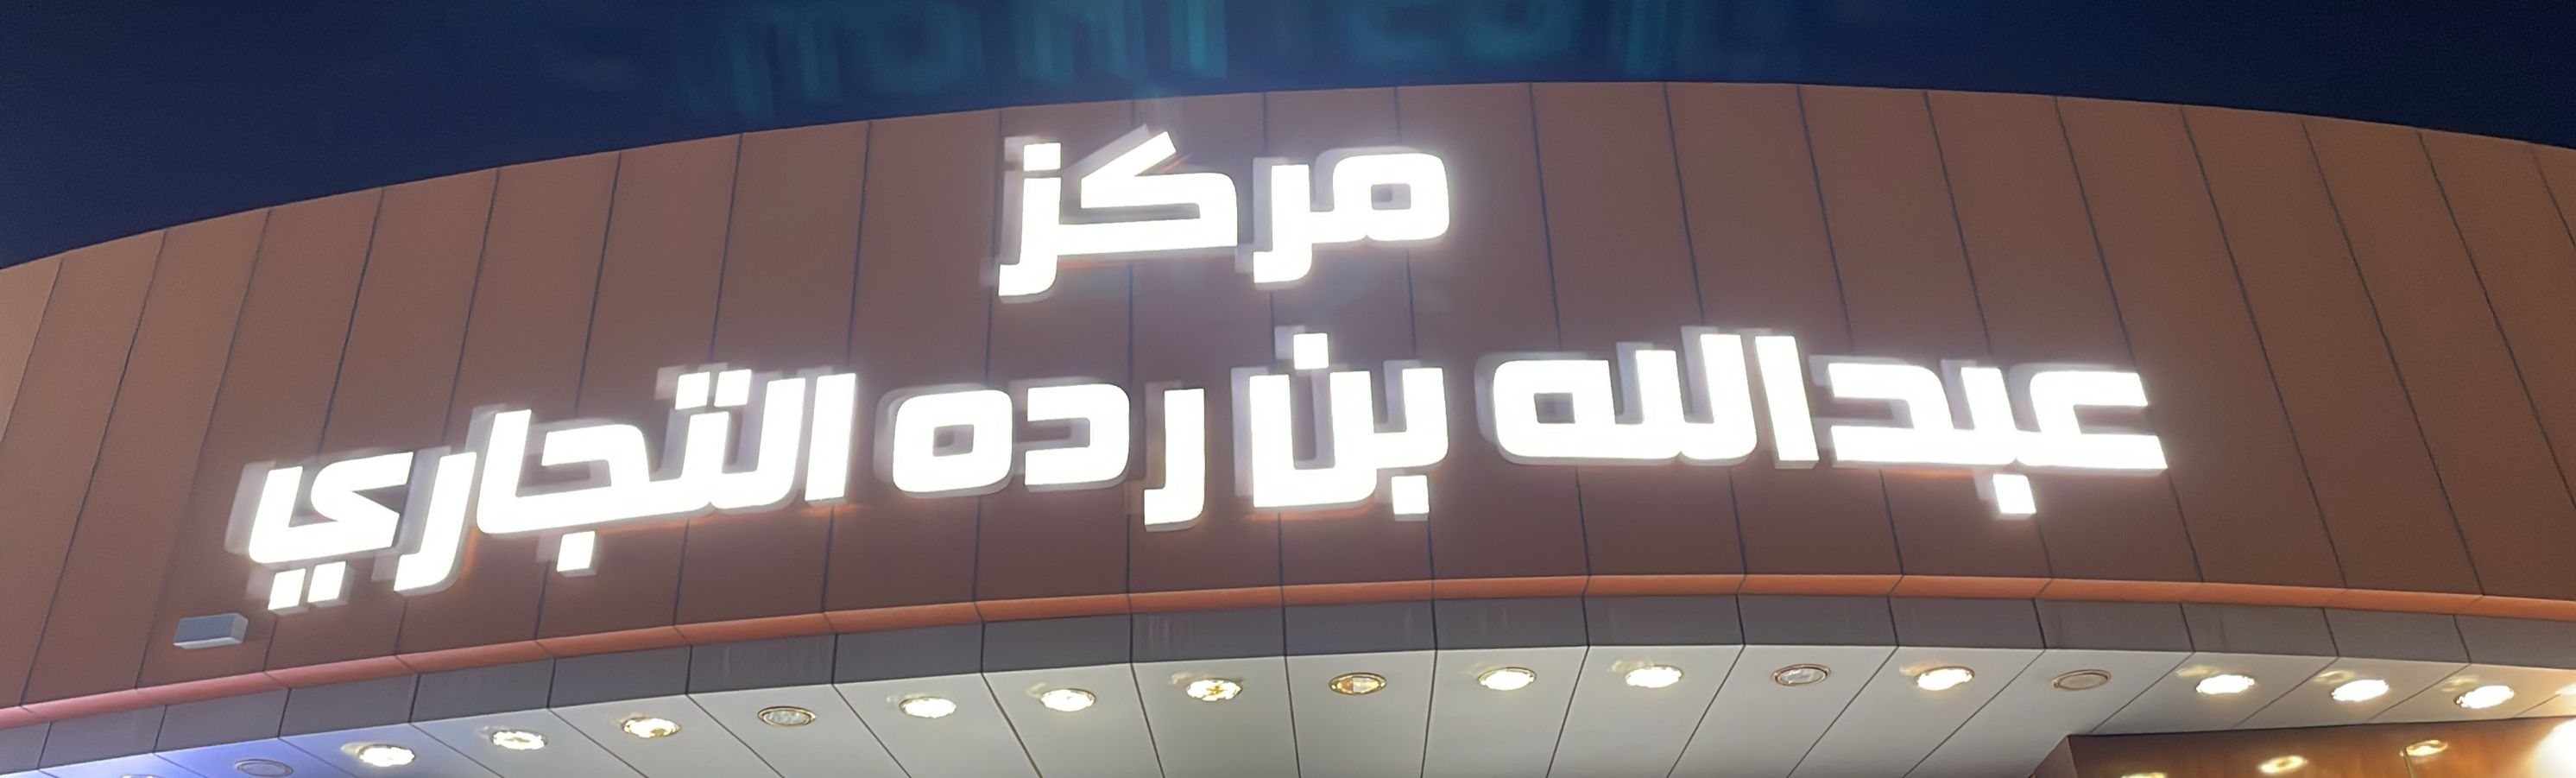 مركز
عبدالله بن رده التجاري